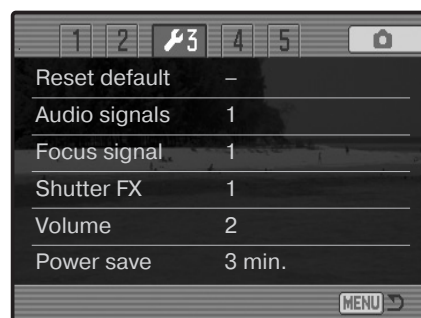 1 2 3 4 5
Reset default –
Audio signals 1
Focus signal 1
Shutter FX 1
Volume 2
Power save 3 min.
MENU